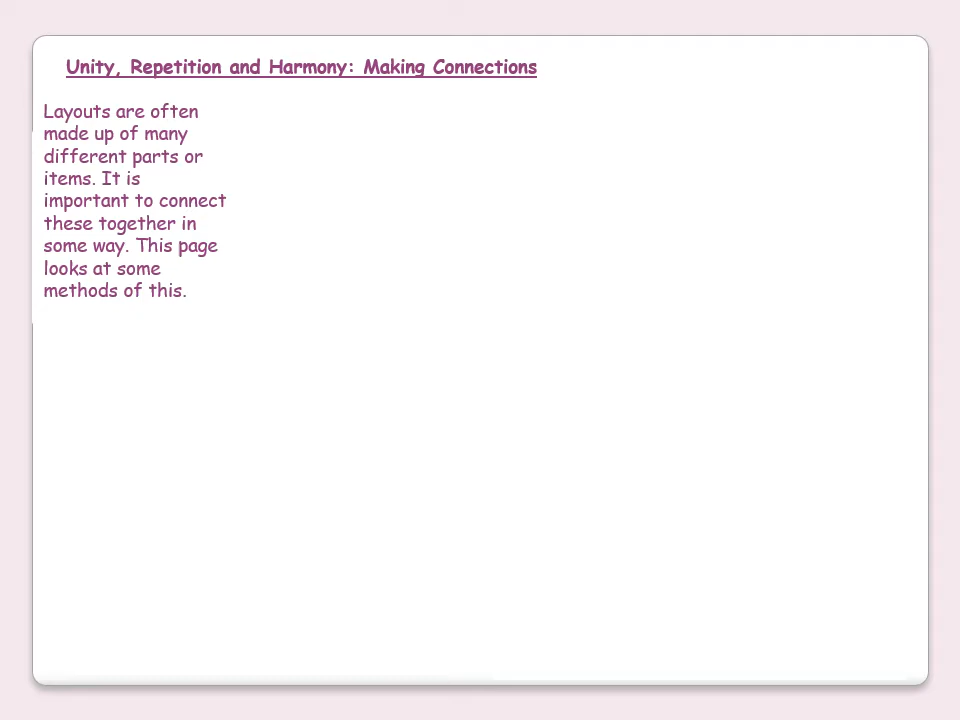 Unity, Repetition and Harmony: Making Connections
Layouts are often
made up of many
different parts or
items. It is
important to connect
these together in
some way. This page
looks at some
methods of this.